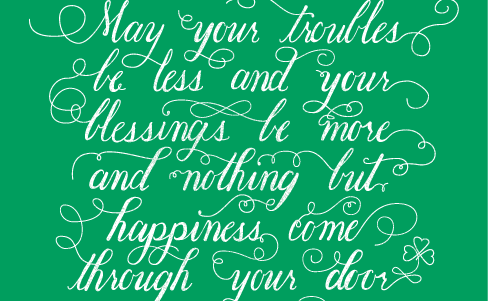 May your troubles
be less and your
blessings be more
and nothing but
happiness come
through your door